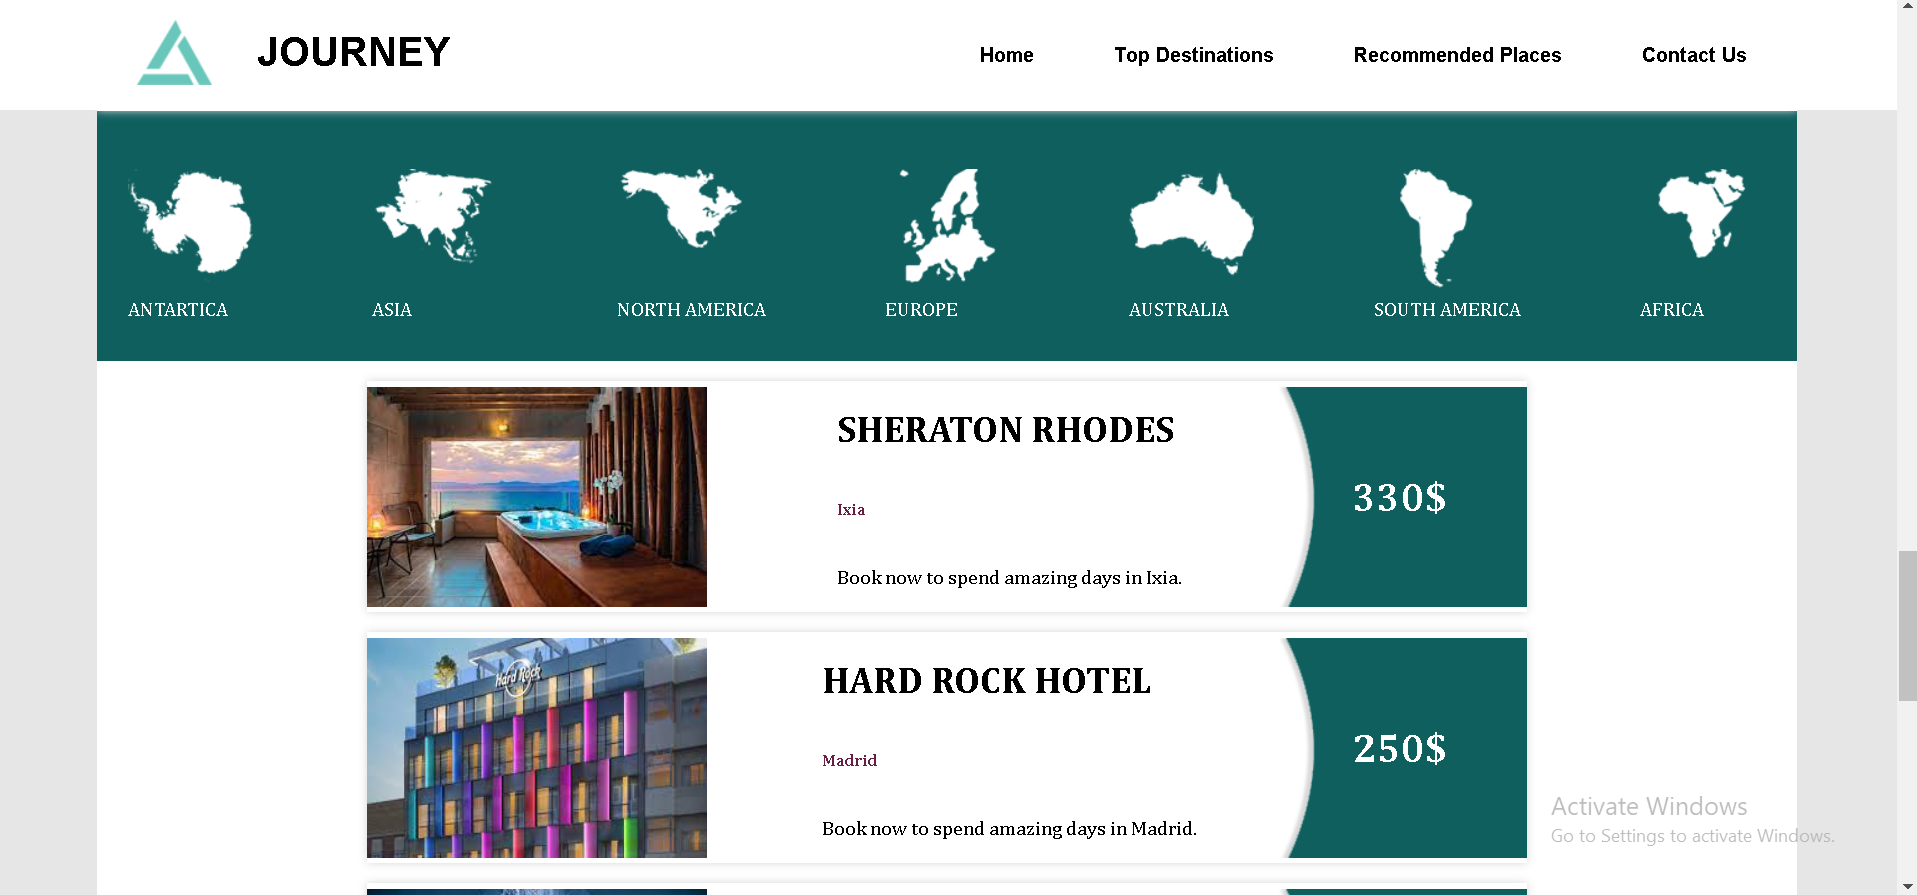 JOURNEY
Home Top Destinations Recommended Places Contact Us
ANTARTICA ASIA NORTH AMERICA EUROPE AUSTRALIA SOUTH AMERICA AFRICA
SHERATON RHODES
Ixia
Book now to spend amazing days in Ixia.
330$
Hard Rock
HARD ROCK HOTEL
Madrid
Book now to spend amazing days in Madrid.
250$
Activate Windows
Go to Settings to activate Windows.